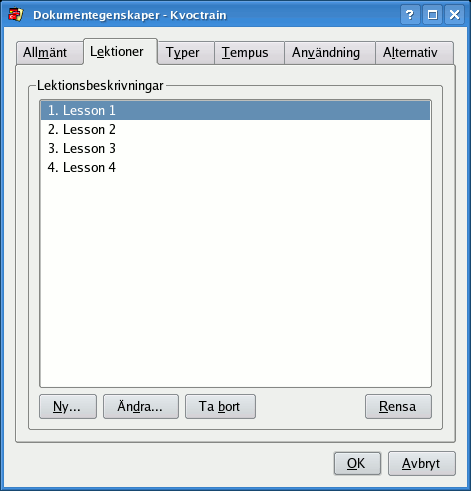 Dokumentegenskaper - Kvoctrain ?
Allmänt Lektioner Typer Tempus Användning Alternativ
Lektionsbeskrivningar
1. Lesson 1
2. Lesson 2
3. Lesson 3
4. Lesson 4
Ny... Ändra... Ta bort Rensa
OK Avbryt